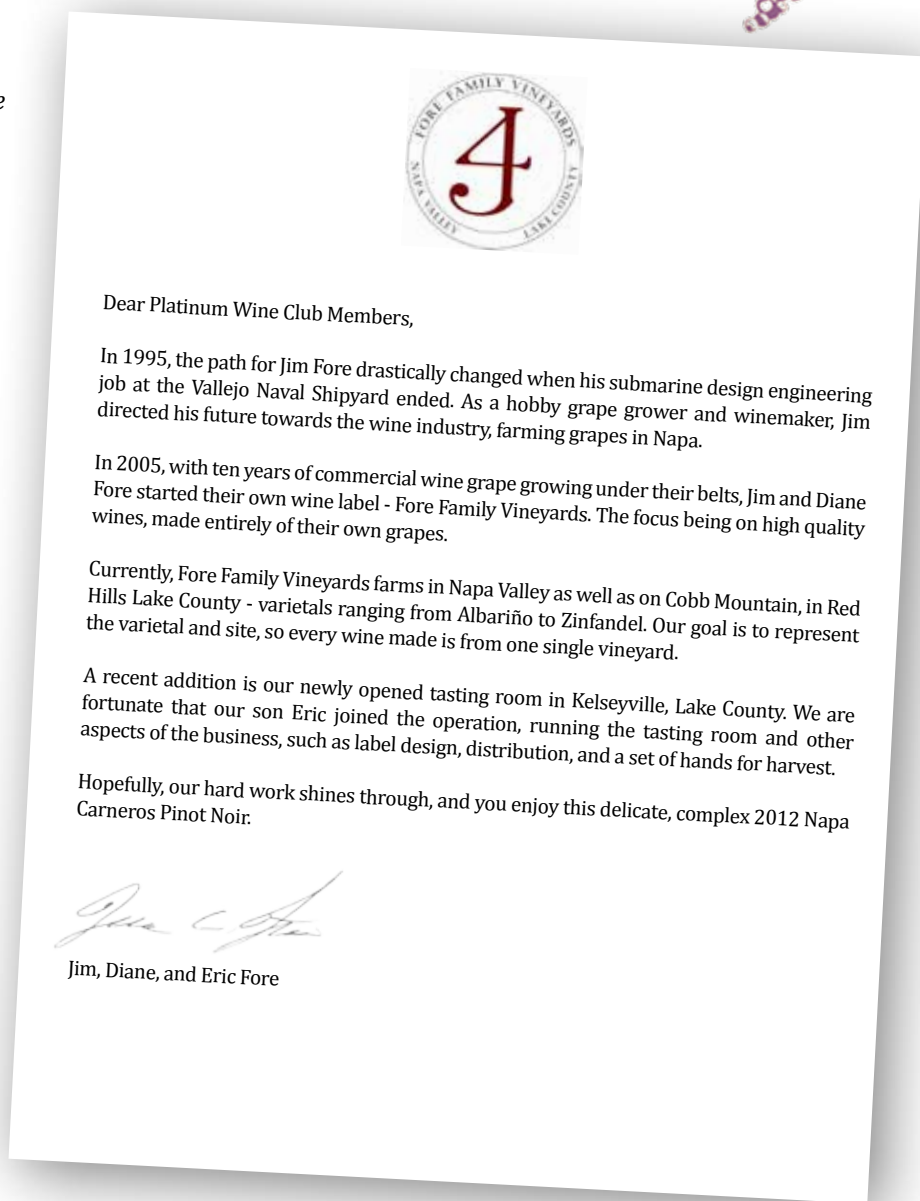 e
FORE FAMILY VINEYARDS
4
NAPA VALLEY
LAKE COUNTY
Dear Platinum Wine Club Members,
In 1995, the path for Jim Fore drastically changed when his submarine design engineering
job at the Vallejo Naval Shipyard ended. As a hobby grape grower and winemaker, Jim
directed his future towards the wine industry, farming grapes in Napa.
In 2005, with ten years of commercial wine grape growing under their belts, Jim and Diane
Fore started their own wine label - Fore Family Vineyards. The focus being on high quality
wines, made entirely of their own grapes.
Currently, Fore Family Vineyards farms in Napa Valley as well as on Cobb Mountain, in Red
Hills Lake County - varietals ranging from Albariño to Zinfandel. Our goal is to represent
the varietal and site, so every wine made is from one single vineyard.
A recent addition is our newly opened tasting room in Kelseyville, Lake County. We are
fortunate that our son Eric joined the operation, running the tasting room and other
aspects of the business, such as label design, distribution, and a set of hands for harvest.
Hopefully, our hard work shines through, and you enjoy this delicate, complex 2012 Napa
Carneros Pinot Noir.
Jim, Diane, and Eric Fore